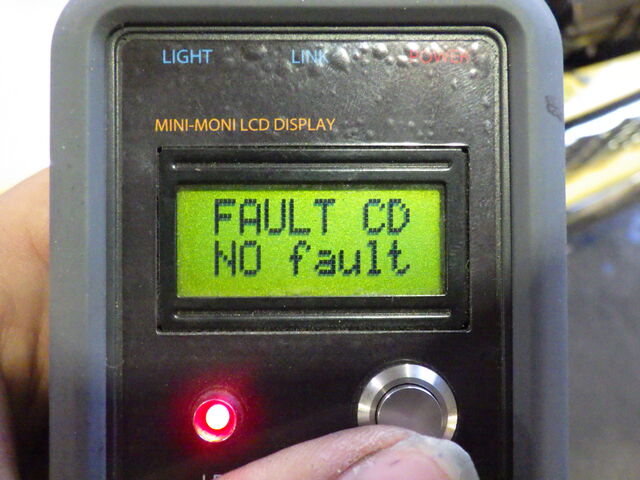 LIGHT LINK POWER
MINI-MONI LCD DISPLAY
FAULT CD
NO fault